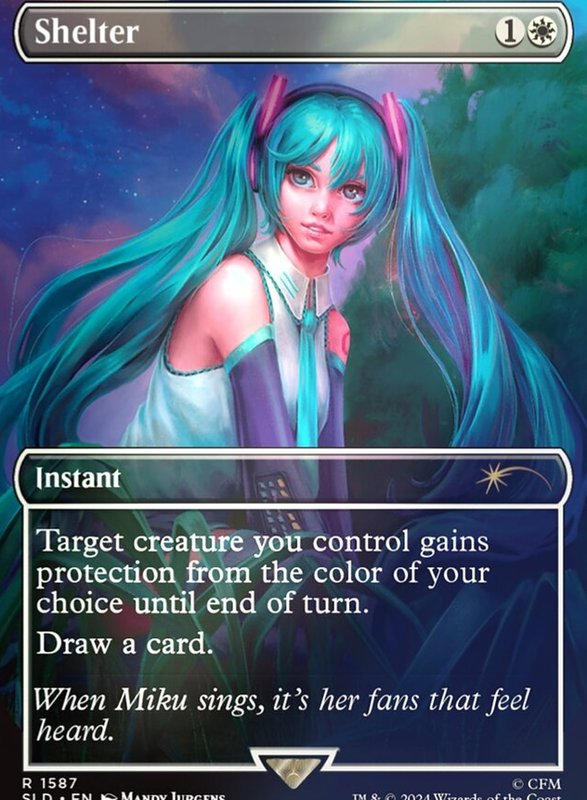 Shelter
1
Instant
Target creature you control gains
protection from the color of your
choice until end of turn.
Draw a card.
When Miku sings, it's her fans that feel
heard.
R 1587
© CFM
SLD • EN Mandy Jurgens
™ & © 2024 Wizards of the Coast